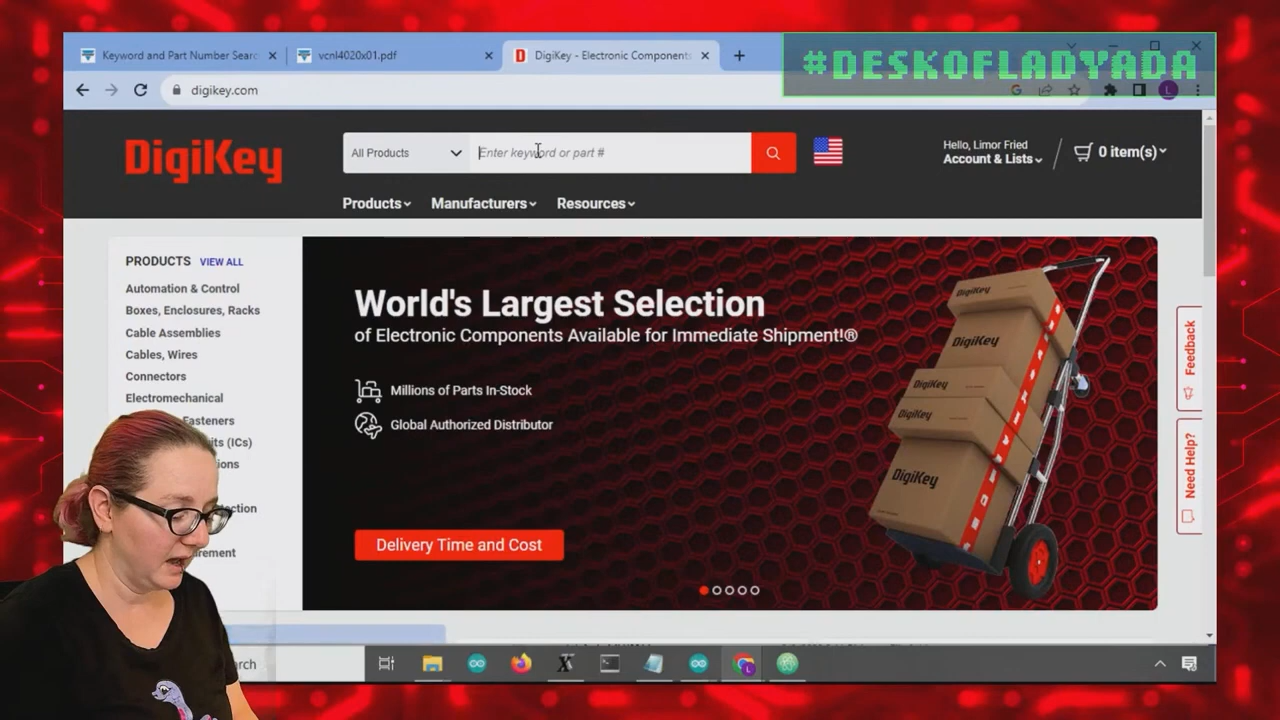 #DESKOFLADYADA
Keyword and Part Number Searc
vcnl4020x01.pdf
DigiKey - Electronic Components
digikey.com
DigiKey
All Products
Enter keyword or part #
Hello, Limor Fried
Account & Lists
0 item(s)
Products
Manufacturers
Resources
PRODUCTS VIEW ALL
Automation & Control
Boxes, Enclosures, Racks
Cable Assemblies
Cables, Wires
Connectors
Electromechanical
Fasteners
(ICs)
World's Largest Selection
of Electronic Components Available for Immediate Shipment!®
Millions of Parts In-Stock
Global Authorized Distributor
Delivery Time and Cost
DigiKey
DigiKey
DigiKey
DigiKey
DigiKey
Feedback
Need Help?